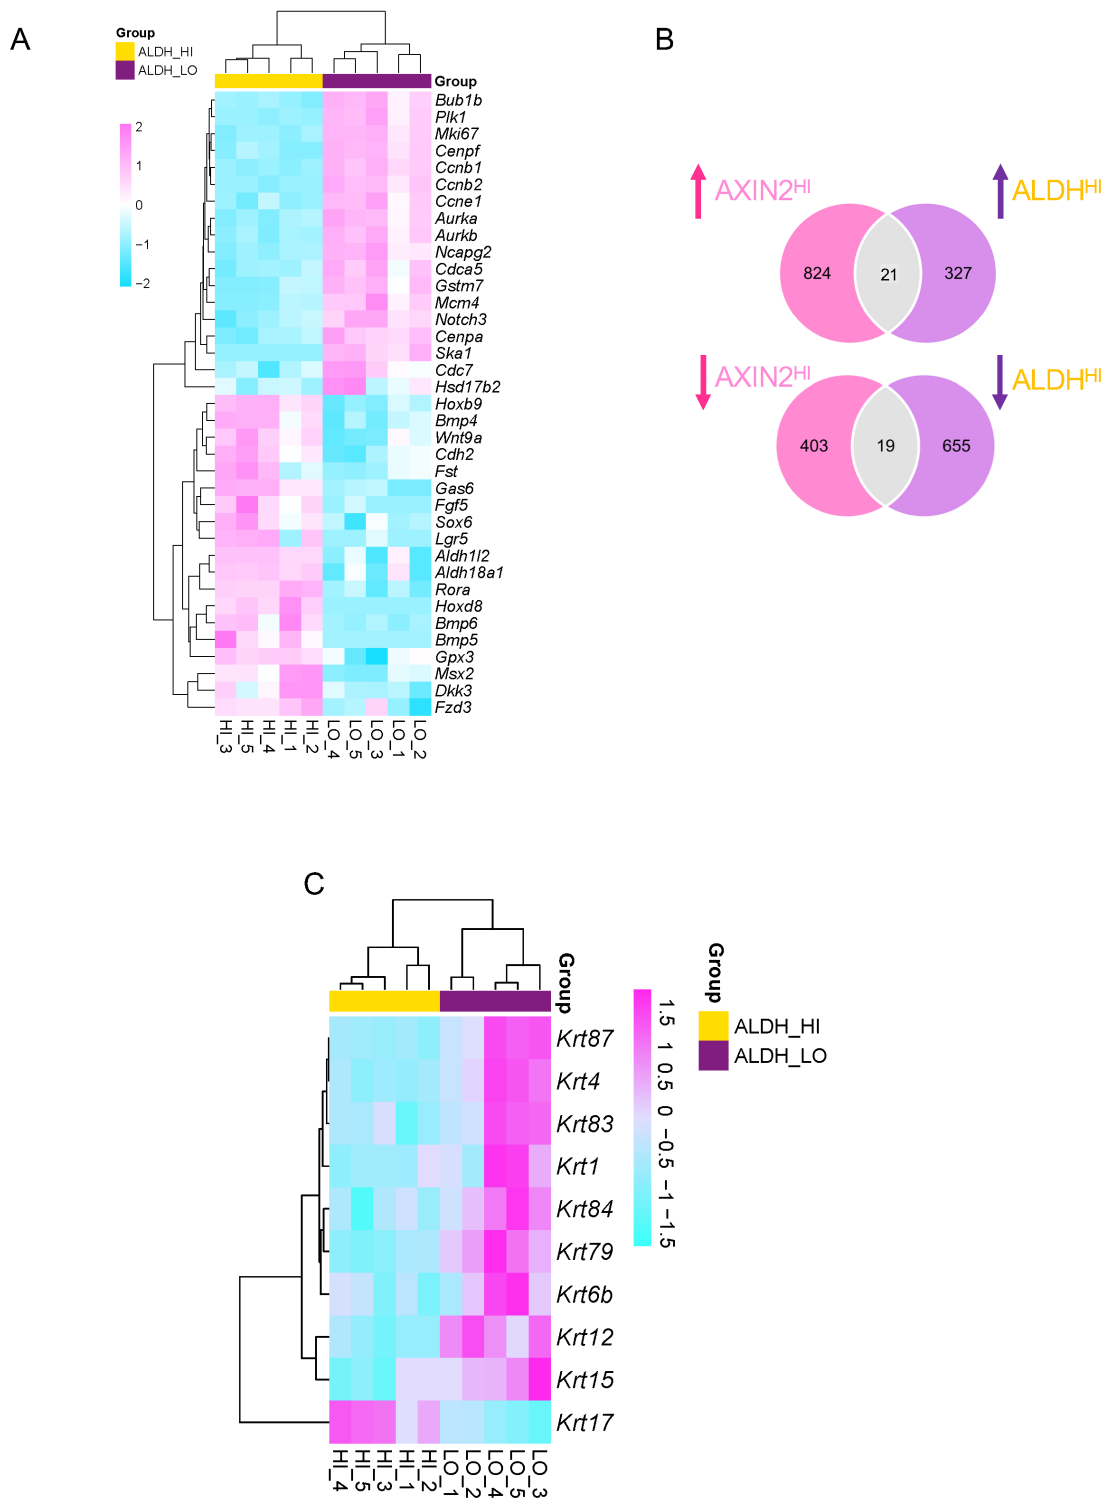 A
Group
ALDH_HI
ALDH_LO
2
1
0
−1
−2
Group
Bub1b
Plk1
Mki67
Cenpf
Ccnb1
Ccnb2
Ccne1
Aurka
Aurkb
Ncapg2
Cdca5
Gstm7
Mcm4
Notch3
Cenpa
Ska1
Cdc7
Hsd17b2
Hoxb9
Bmp4
Wnt9a
Cdh2
Fst
Gas6
Fgf5
Sox6
Lgr5
Aldh1l2
Aldh18a1
Rora
Hoxd8
Bmp6
Bmp5
Gpx3
Msx2
Dkk3
Fzd3
HI_3
HI_5
HI_4
HI_1
HI_2
LO_4
LO_5
LO_3
LO_1
LO_2
B
AXIN2HI
ALDHHI
824
21
327
AXIN2HI
ALDHHI
403
19
655
C
Group
Krt87
Krt4
Krt83
Krt1
Krt84
Krt79
Krt6b
Krt12
Krt15
Krt17
HI_4
HI_5
HI_3
HI_1
HI_2
LO_1
LO_2
LO_4
LO_5
LO_3
1.5
1
0.5
0
−0.5
−1
−1.5
Group
ALDH_HI
ALDH_LO